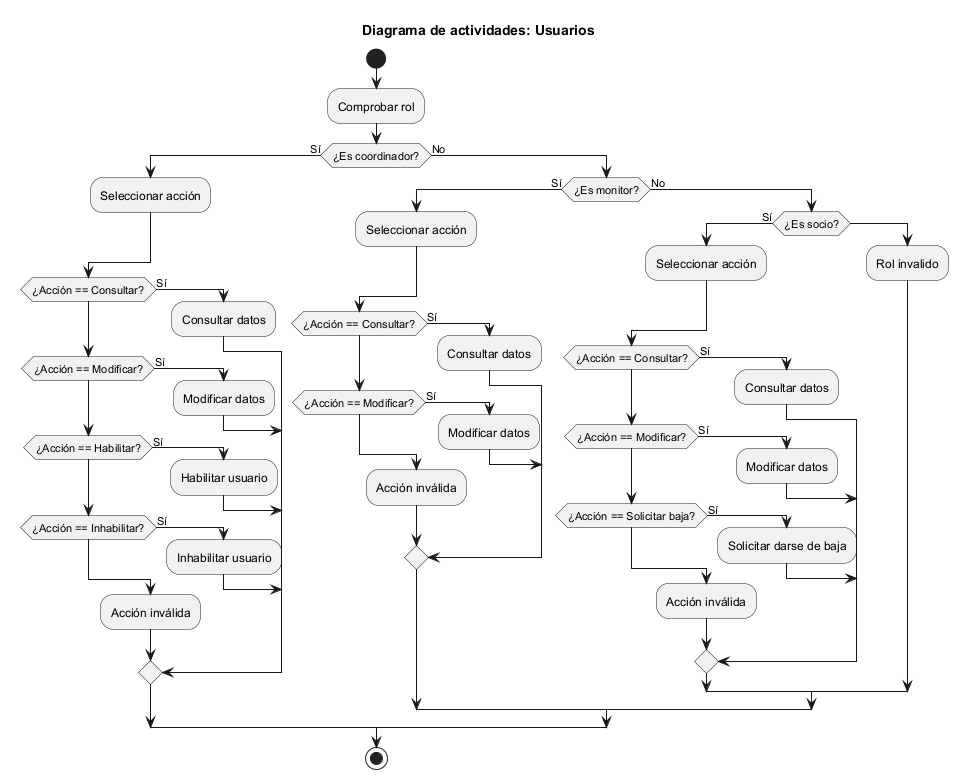 Diagrama de actividades: Usuarios
Comprobar rol
¿Es coordinador?
Sí
No
Seleccionar acción
¿Acción == Consultar?
Sí
Consultar datos
¿Acción == Modificar?
Sí
Modificar datos
¿Acción == Habilitar?
Sí
Habilitar usuario
¿Acción == Inhabilitar?
Sí
Inhabilitar usuario
Acción inválida
¿Es monitor?
Sí
No
Seleccionar acción
¿Acción == Consultar?
Sí
Consultar datos
¿Acción == Modificar?
Sí
Modificar datos
Acción inválida
¿Es socio?
Sí
No
Seleccionar acción
¿Acción == Consultar?
Sí
Consultar datos
¿Acción == Modificar?
Sí
Modificar datos
¿Acción == Solicitar baja?
Sí
Solicitar darse de baja
Acción inválida
Rol invalido